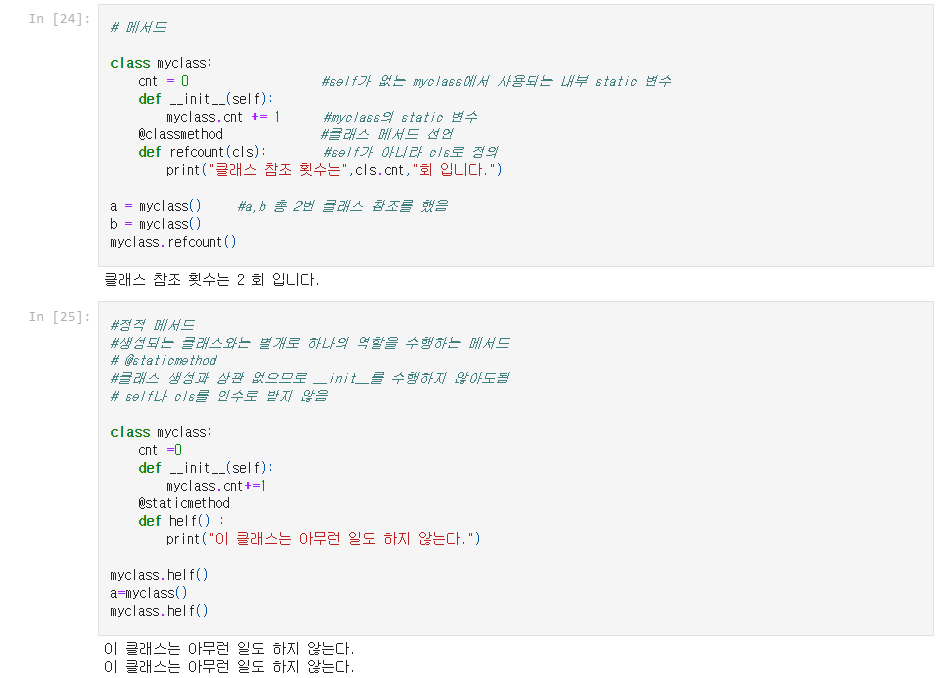 In [24]:
# 메서드
class myclass:
    cnt = 0                   #self가 없는 myclass에서 사용되는 내부 static 변수
    def __init__(self):
        myclass.cnt += 1      #myclass의 static 변수
    @classmethod              #클래스 메서드 선언
    def refcount(cls):        #self가 아니라 cls로 정의
        print("클래스 참조 횟수는",cls.cnt,"회 입니다.")
a = myclass()     #a,b 총 2번 클래스 참조를 했음
b = myclass()
myclass.refcount()
클래스 참조 횟수는 2 회 입니다.
In [25]:
#정적 메서드
#생성되는 클래스와는 별개로 하나의 역할을 수행하는 메서드
# @staticmethod
#클래스 생성과 상관 없으므로 __init__를 수행하지 않아도됨
# self나 cls를 인수로 받지 않음
class myclass:
    cnt =0
    def __init__(self):
        myclass.cnt+=1
    @staticmethod
    def helf() :
        print("이 클래스는 아무런 일도 하지 않는다.")
myclass.helf()
a=myclass()
myclass.helf()
이 클래스는 아무런 일도 하지 않는다.
이 클래스는 아무런 일도 하지 않는다.